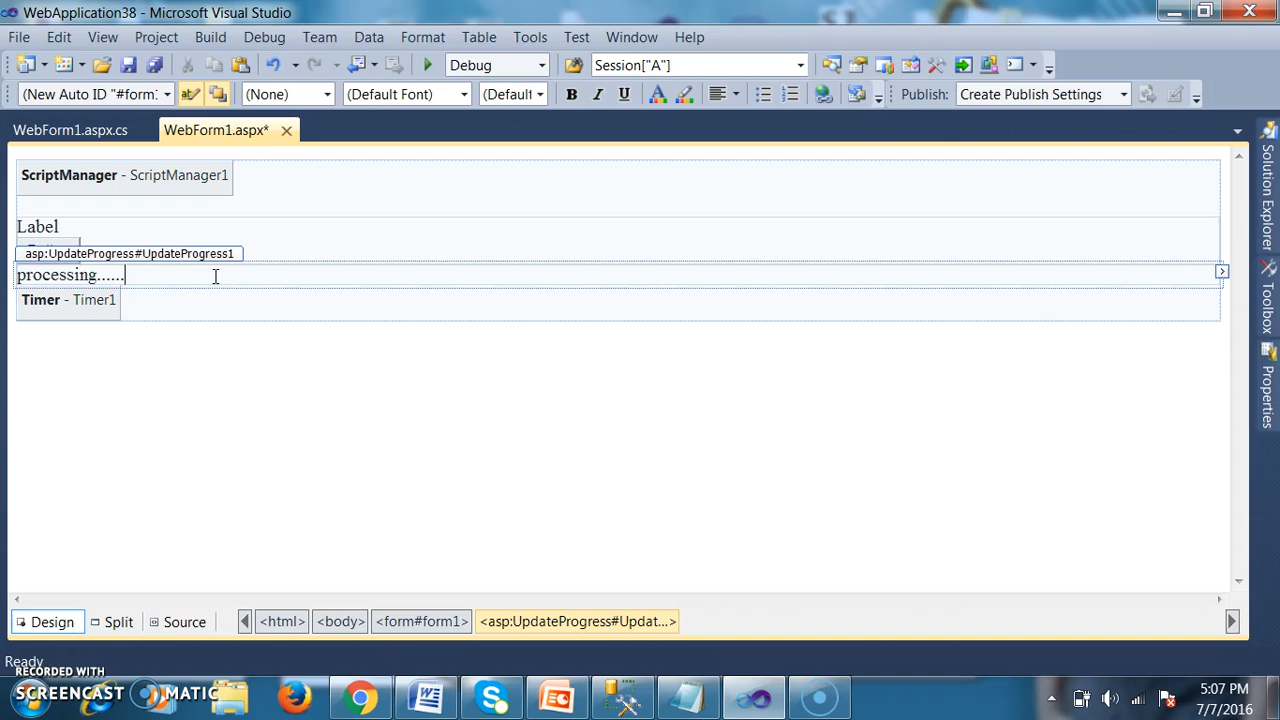 WebApplication38 - Microsoft Visual Studio
File Edit View Project Build Debug Team Data Format Table Tools Test Window Help
Debug Session["A"]
(New Auto ID "#form: (None) (Default Font) (Default B I U A Publish: Create Publish Settings
WebForm1.aspx.cs WebForm1.aspx*
ScriptManager - ScriptManager1
Label
asp:UpdateProgress#UpdateProgress1
processing......
Timer - Timer1
Solution Explorer
Toolbox
Properties
Design Split Source <html> <body> <form#form1> <asp:UpdateProgress#Updat...>
Ready
RECORDED WITH
SCREENCAST MATIC
5:07 PM
7/7/2016